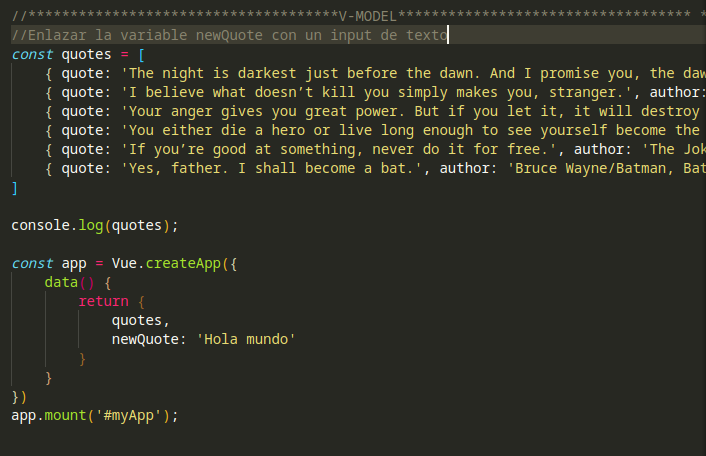 //*************************************V-MODEL*********************************** *
//Enlazar la variable newQuote con un input de texto
const quotes = [
{ quote: 'The night is darkest just before the dawn. And I promise you, the daw
{ quote: 'I believe what doesn’t kill you simply makes you, stranger.', author:
{ quote: 'Your anger gives you great power. But if you let it, it will destroy
{ quote: 'You either die a hero or live long enough to see yourself become the
{ quote: 'If you’re good at something, never do it for free.', author: 'The Jok
{ quote: 'Yes, father. I shall become a bat.', author: 'Bruce Wayne/Batman, Bat
]
console.log(quotes);
const app = Vue.createApp({
data() {
return {
quotes,
newQuote: 'Hola mundo'
}
}
})
app.mount('#myApp');